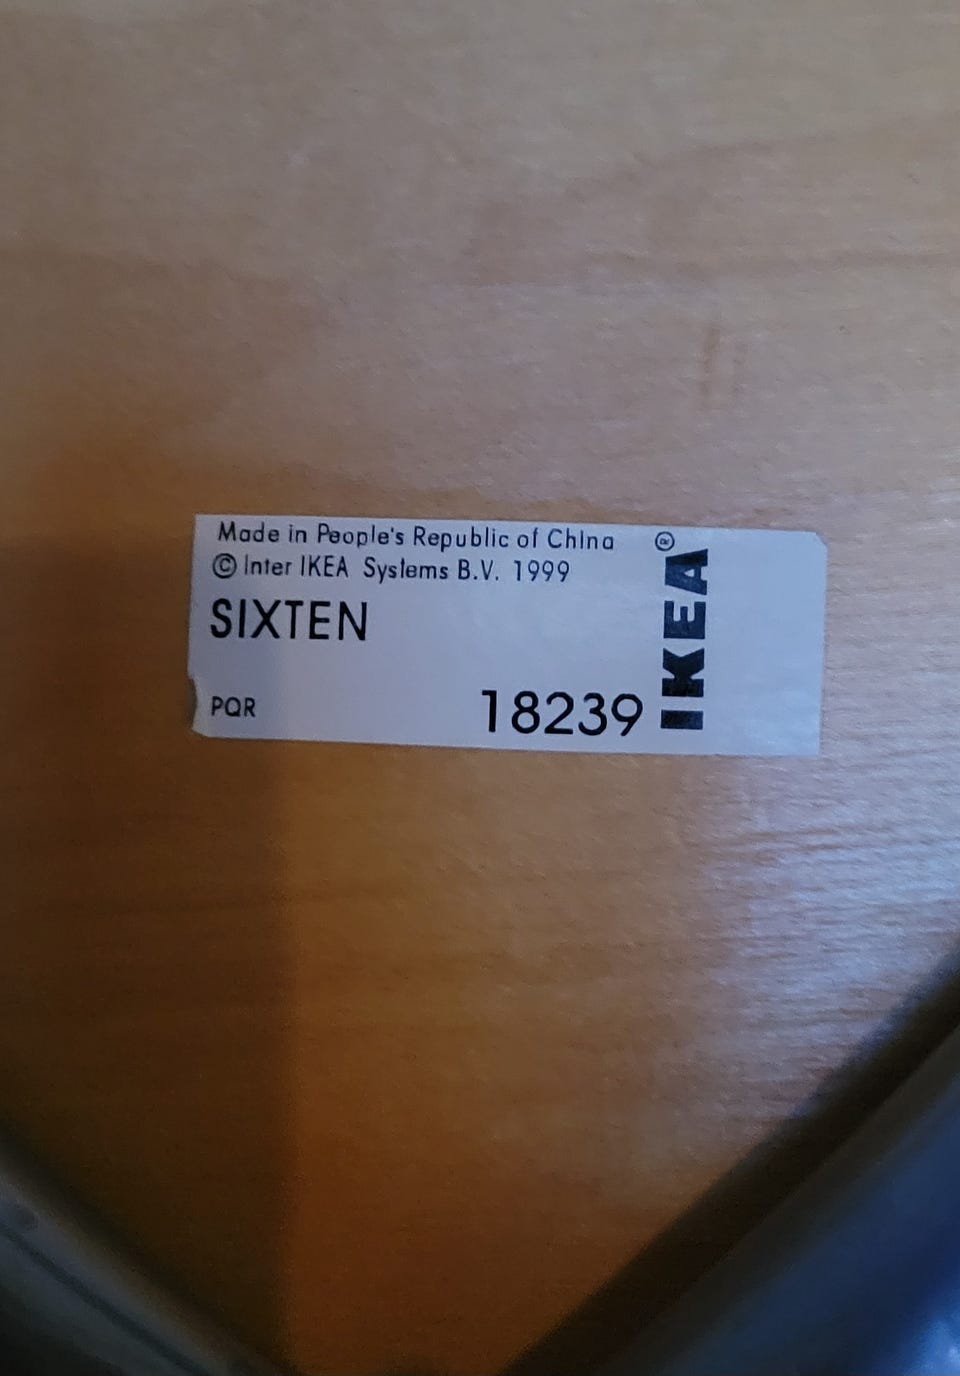 Made in People's Republic of China
© Inter IKEA Systems B.V. 1999
SIXTEN
PQR
18239
IKEA
®